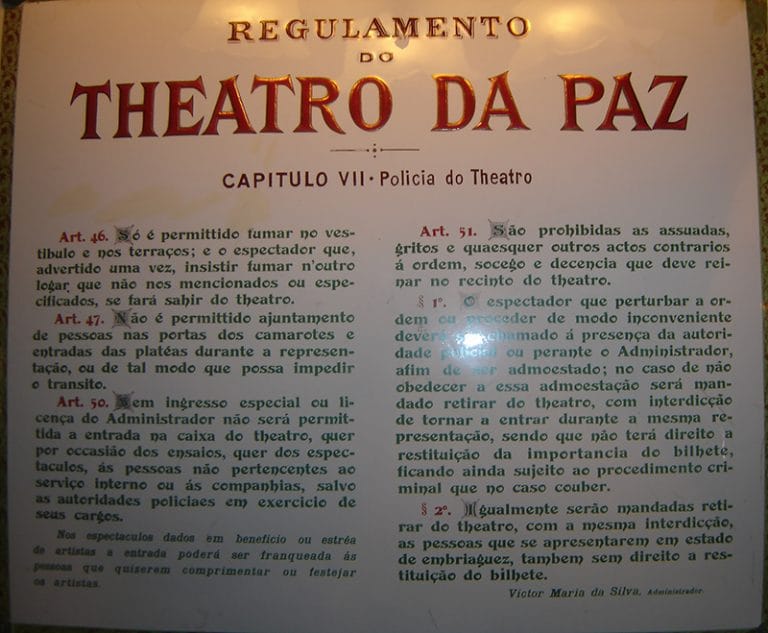 REGULAMENTO
DO
THEATRO DA PAZ
CAPITULO VII · Policia do Theatro
Art. 46. Só é permittido fumar no ves-
tibulo e nos terraços; e o espectador que,
advertido uma vez, insistir fumar n'outro
logar que não nos mencionados ou espe-
cificados, se fará sahir do theatro.
Art. 47. Não é permittido ajuntamento
de pessoas nas portas dos camarotes e
entradas das platéas durante a represen-
tação, ou de tal modo que possa impedir
o transito.
Art. 50. Nem ingresso especial ou li-
cença do Administrador não será permit-
tida a entrada na caixa do theatro, quer
por occasião dos ensaios, quer dos espec-
taculos, ás pessoas não pertencentes ao
serviço interno ou ás companhias, salvo
as autoridades policiaes em exercicio de
seus cargos.
Nos espectaculos dados em beneficio ou estréa
de artistas a entrada poderá ser franqueada ás
pessoas que quizerem comprimentar ou festejar
os artistas.
Art. 51. São prohibidas as assuadas,
gritos e quaesquer outros actos contrarios
á ordem, socego e decencia que deve rei-
nar no recinto do theatro.
§ 1º. O espectador que perturbar a or-
dem ou proceder de modo inconveniente
deverá ser chamado á presença da autori-
dade policial ou perante o Administrador,
afim de ser admoestado; no caso de não
obedecer a essa admoestação será man-
dado retirar do theatro, com interdicção
de tornar a entrar durante a mesma re-
presentação, sendo que não terá direito a
restituição da importancia do bilhete,
ficando ainda sujeito ao procedimento cri-
minal que no caso couber.
§ 2º. Igualmente serão mandadas reti-
rar do theatro, com a mesma interdicção,
as pessoas que se apresentarem em estado
de embriaguez, tambem sem direito a res-
tituição do bilhete.
Victor Maria da Silva, Administrador.